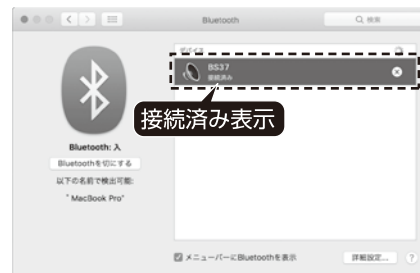 Bluetooth
検索
デバイス
BS37
接続済み
接続済み表示
Bluetooth: 入
Bluetoothを切にする
以下の名前で検出可能:
“MacBook Pro”
メニューバーにBluetoothを表示
詳細設定...
?